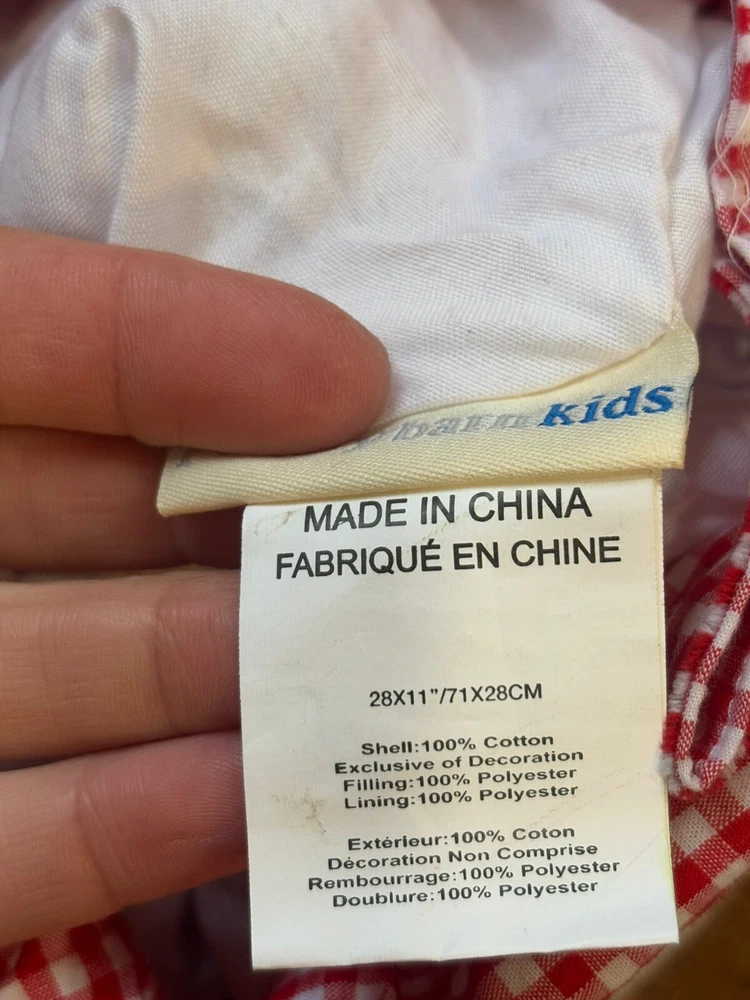 barn kids
MADE IN CHINA
FABRIQUÉ EN CHINE
28X11”/71X28CM
Shell:100% Cotton
Exclusive of Decoration
Filling:100% Polyester
Lining:100% Polyester
Extérieur:100% Coton
Décoration Non Comprise
Rembourrage:100% Polyester
Doublure:100% Polyester